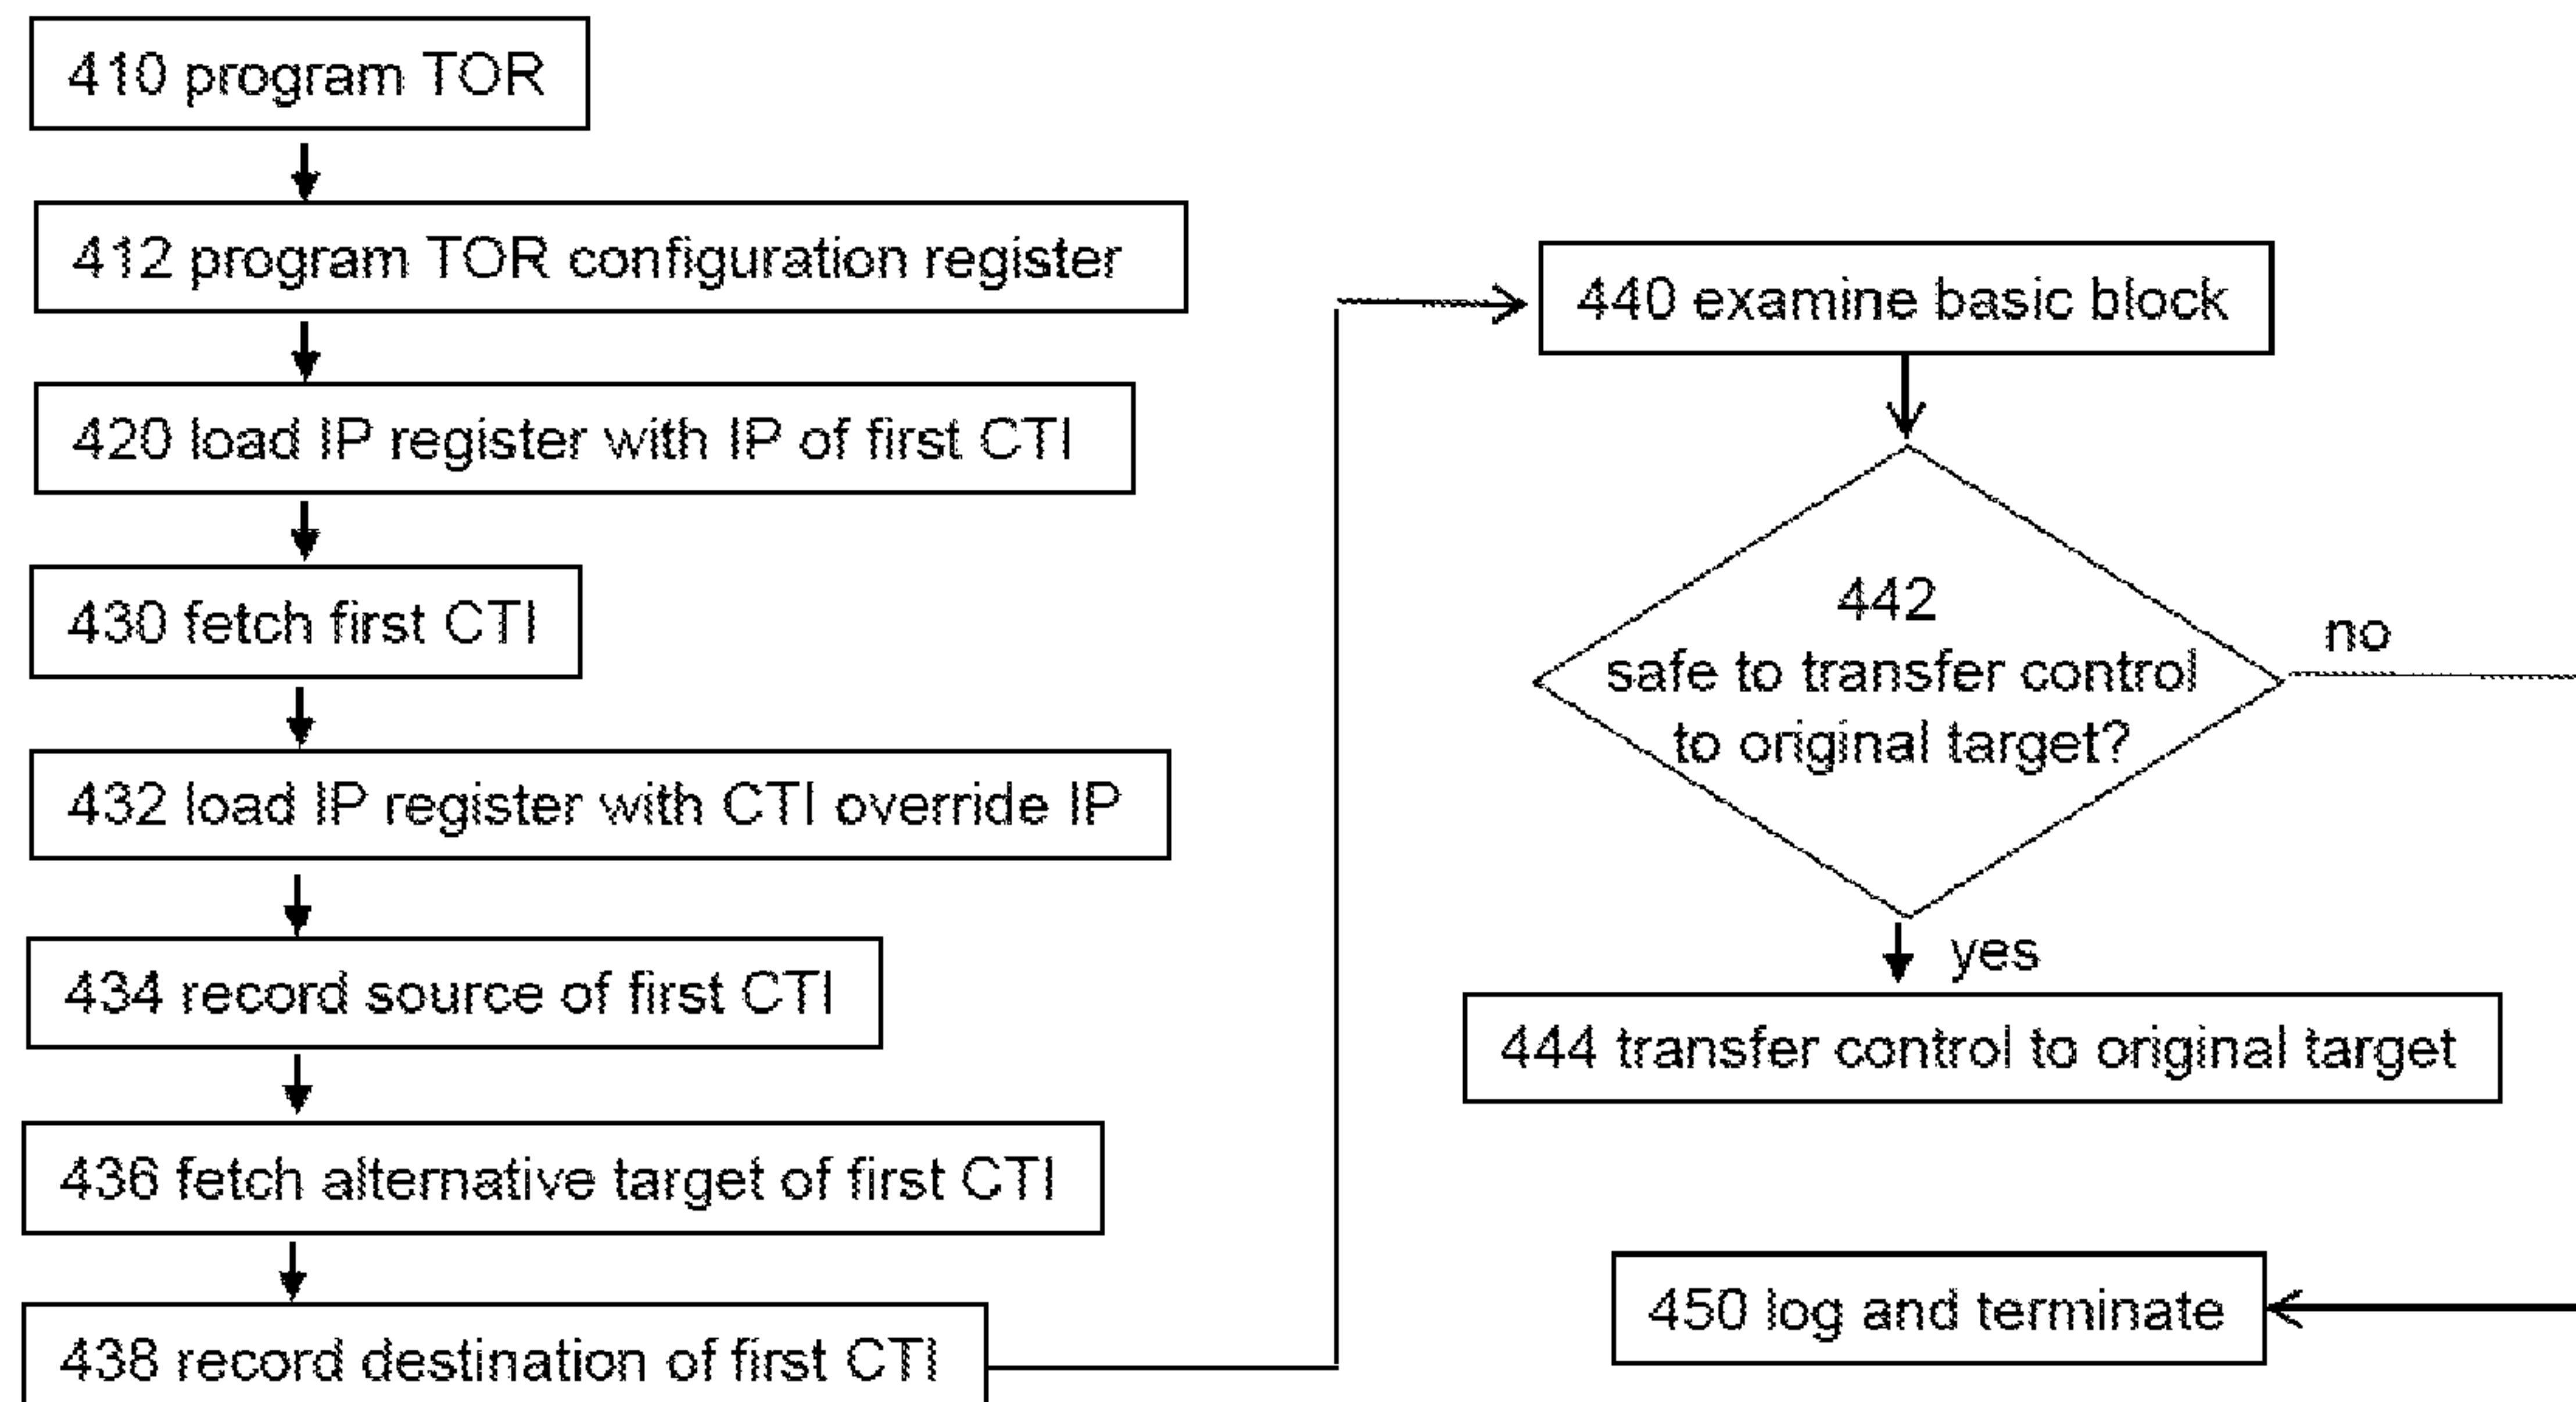 410 program TOR
412 program TOR configuration register
420 load IP register with IP of first CTI
430 fetch first CTI
432 load IP register with CTI override IP
434 record source of first CTI
436 fetch alternative target of first CTI
438 record destination of first CTI
440 examine basic block
442
safe to transfer control
to original target?
no
yes
444 transfer control to original target
450 log and terminate